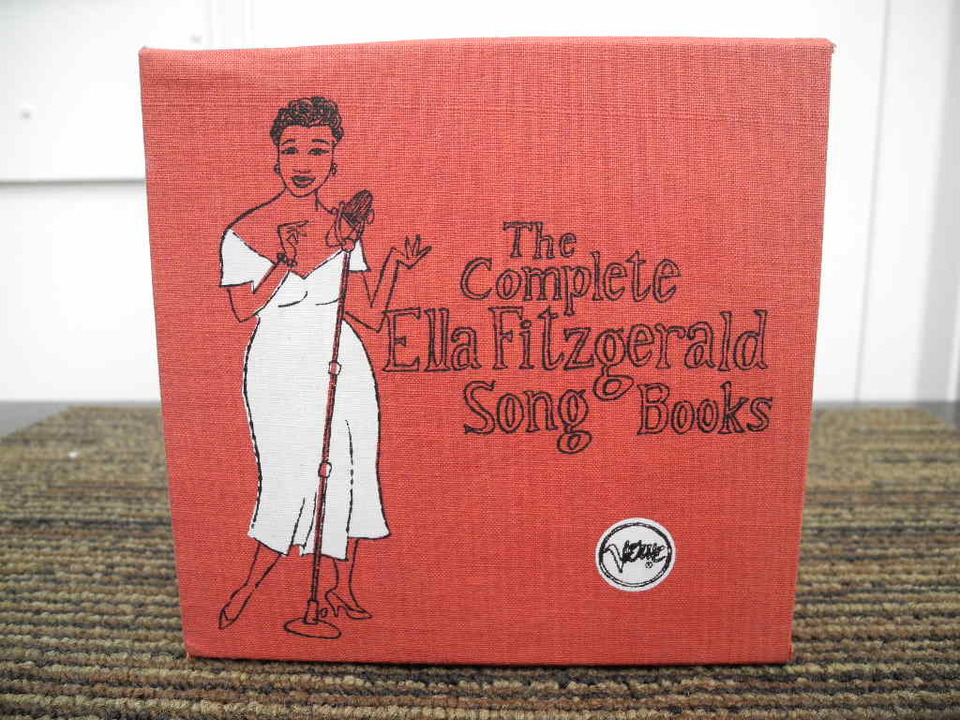 The
Complete
Ella Fitzgerald
Song Books
Verve®